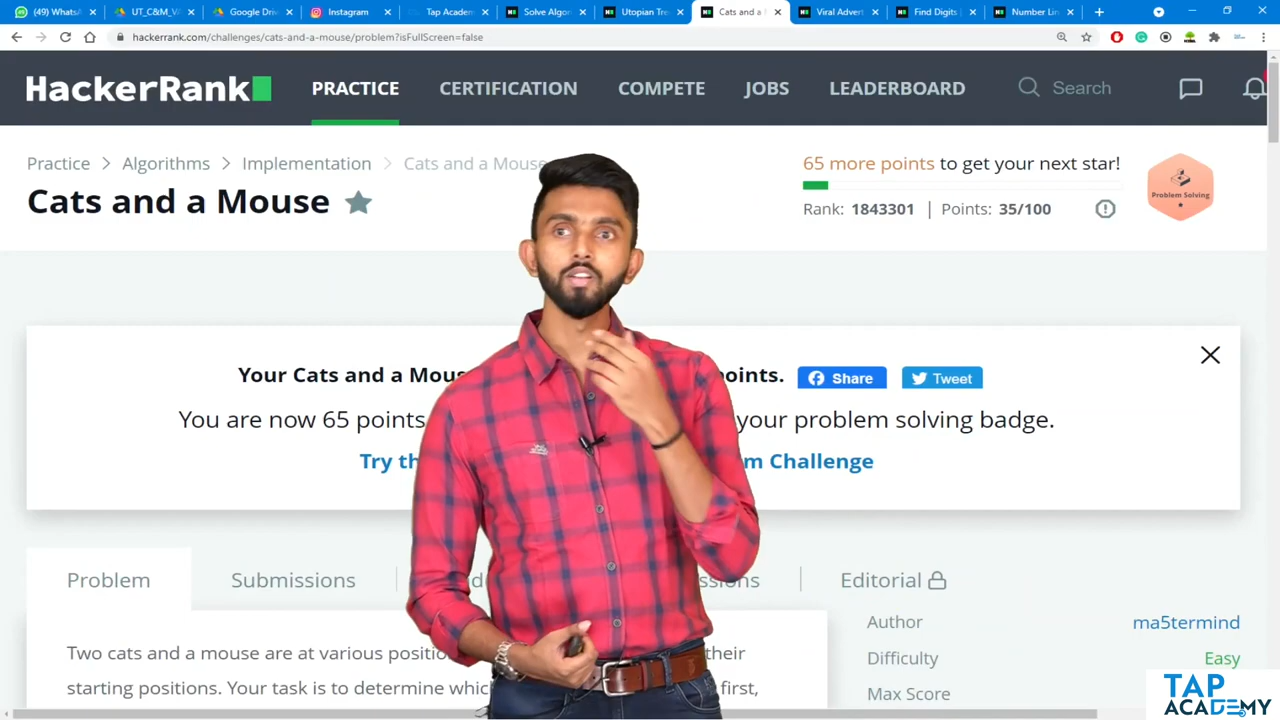 (49) Whats
UT_C&M_V
Google Driv
Instagram
Tap Academ
Solve Algor
Utopian Tre
Cats and a
Viral Advert
Find Digits
Number Lin
hackerrank.com/challenges/cats-and-a-mouse/problem?isFullScreen=false
HackerRank
PRACTICE
CERTIFICATION
COMPETE
JOBS
LEADERBOARD
Search
Practice > Algorithms > Implementation > Cats and a Mouse
65 more points to get your next star!
Cats and a Mouse
Rank: 1843301 | Points: 35/100
Problem Solving
Your Cats and a Mou
points.
Share
Tweet
You are now 65 points
your problem solving badge.
Try th
m Challenge
Problem
Submissions
Editorial
Author
ma5termind
Two cats and a mouse are at various positio
their
Difficulty
Easy
starting positions. Your task is to determine whic
first,
Max Score
TAP
ACADEMY